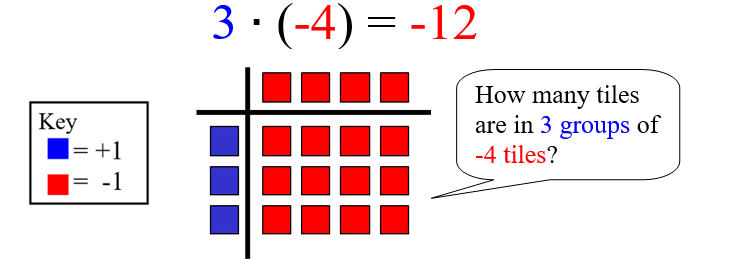 3 · (-4) = -12
Key
= +1
= -1
How many tiles
are in 3 groups of
-4 tiles?